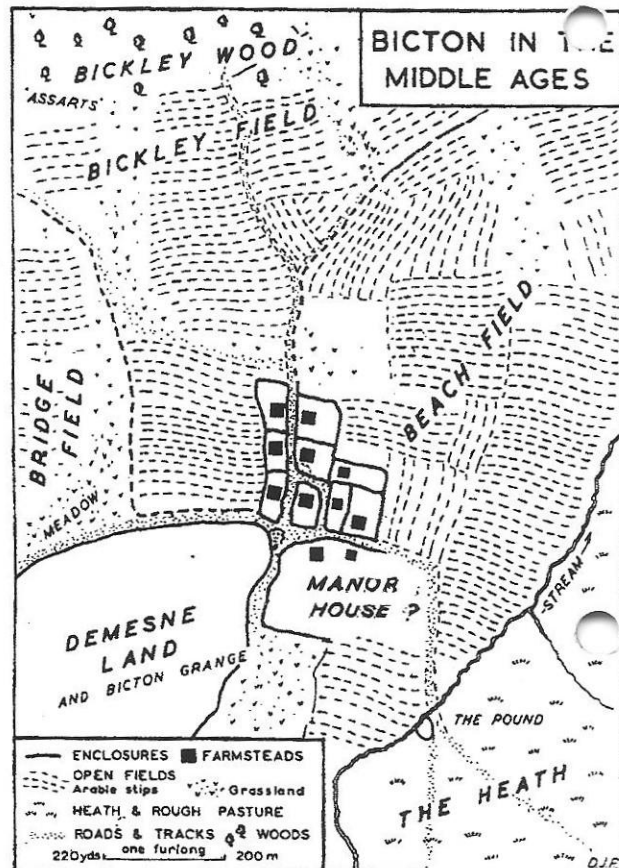 BICTON IN THE
MIDDLE AGES
BICKLEY WOOD
ASSARTS
BICKLEY FIELD
BEACH FIELD
BRIDGE
FIELD
MEADOW
MANOR
HOUSE ?
DEMESNE
LAND
AND BICTON GRANGE
STREAM
THE POUND
THE HEATH
ENCLOSURES FARMSTEADS
OPEN FIELDS
Arable stips Grassland
HEATH & ROUGH PASTURE
ROADS & TRACKS WOODS
one furlong
220yds 200 m
DJF